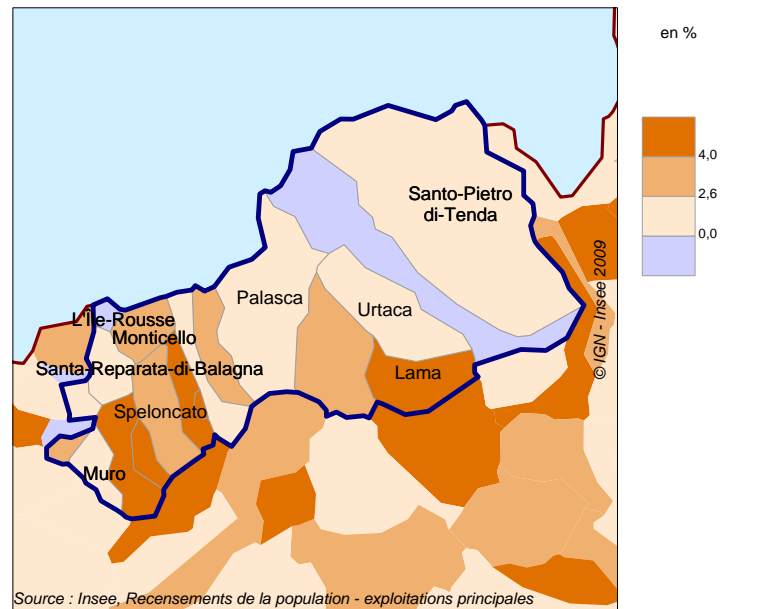 en %
4,0
2,6
0,0
Santo-Pietro
di-Tenda
© IGN - Insee 2009
Palasca
Urtaca
L'Île-Rousse
Monticello
Santa-Reparata-di-Balagna
Lama
Speloncato
Muro
Source : Insee, Recensements de la population - exploitations principales